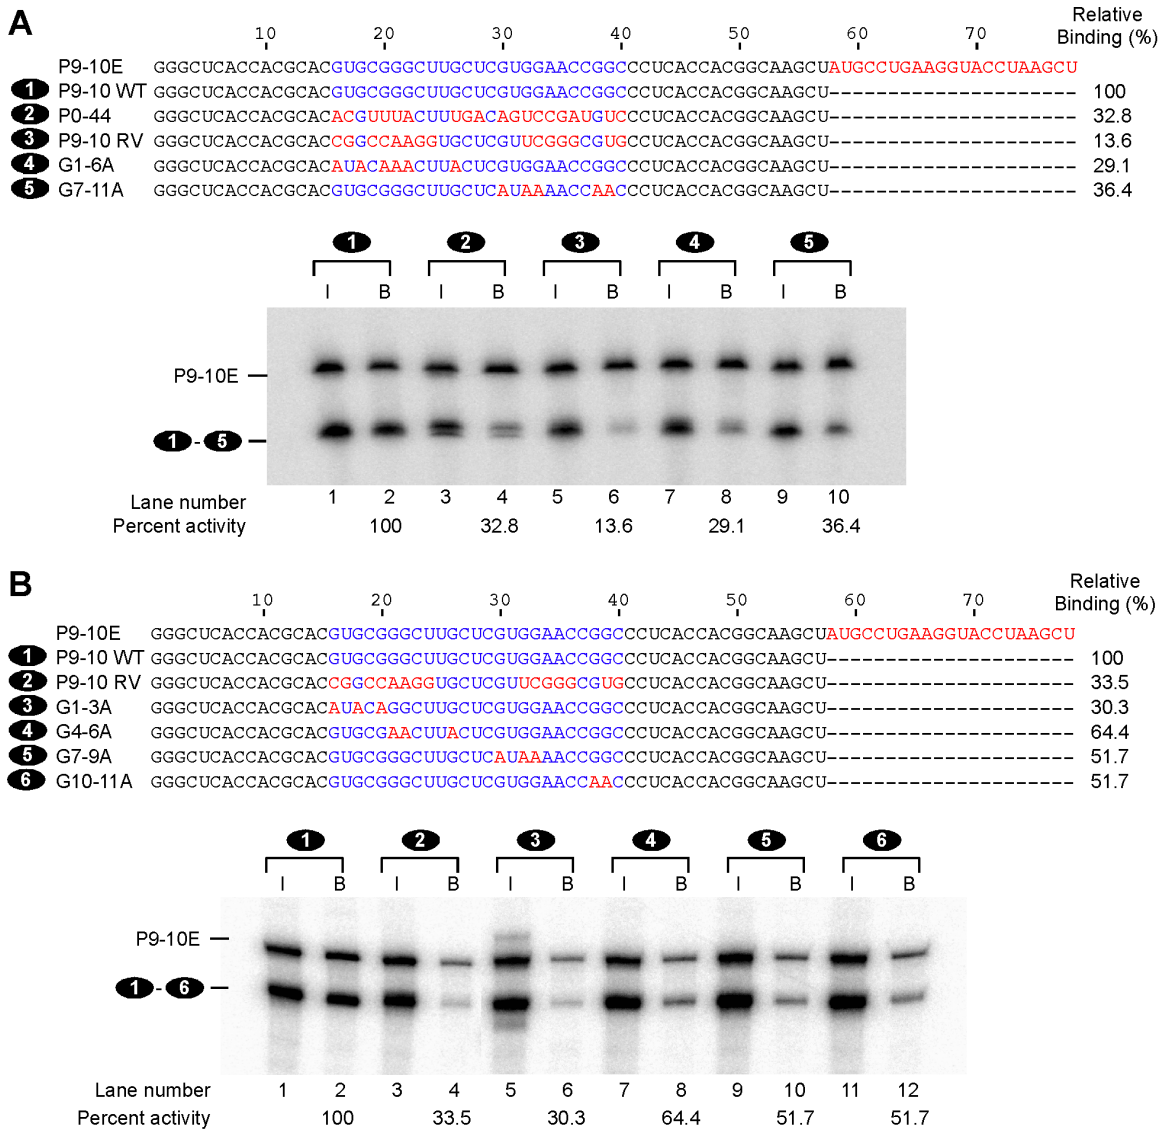 A
Relative
Binding (%)
10 20 30 40 50 60 70
P9-10E GGGCUCACCACGCACGUGCGGGCUUGCUCGUGGAACCGGCCCUCACCACGGCAAGCUAUGCCUGAAGGUACCUAAGCU
1 P9-10 WT GGGCUCACCACGCACGUGCGGGCUUGCUCGUGGAACCGGCCCUCACCACGGCAAGCU--------------------- 100
2 P0-44 GGGCUCACCACGCACACGUUUACUUUGACAGUCCGAUGUCCCUCACCACGGCAAGCU--------------------- 32.8
3 P9-10 RV GGGCUCACCACGCACCGGCCAAGGUGCUCGUUCGGGCGUGCCUCACCACGGCAAGCU--------------------- 13.6
4 G1-6A GGGCUCACCACGCACAUACAAACUUACUCGUGGAACCGGCCCUCACCACGGCAAGCU--------------------- 29.1
5 G7-11A GGGCUCACCACGCACGUGCGGGCUUGCUCAUAAAACCAACCCUCACCACGGCAAGCU--------------------- 36.4
1 2 3 4 5
I B I B I B I B I B
P9-10E
1 - 5
Lane number 1 2 3 4 5 6 7 8 9 10
Percent activity 100 32.8 13.6 29.1 36.4
B
Relative
Binding (%)
10 20 30 40 50 60 70
P9-10E GGGCUCACCACGCACGUGCGGGCUUGCUCGUGGAACCGGCCCUCACCACGGCAAGCUAUGCCUGAAGGUACCUAAGCU
1 P9-10 WT GGGCUCACCACGCACGUGCGGGCUUGCUCGUGGAACCGGCCCUCACCACGGCAAGCU--------------------- 100
2 P9-10 RV GGGCUCACCACGCACCGGCCAAGGUGCUCGUUCGGGCGUGCCUCACCACGGCAAGCU--------------------- 33.5
3 G1-3A GGGCUCACCACGCACAUACAGGCUUGCUCGUGGAACCGGCCCUCACCACGGCAAGCU--------------------- 30.3
4 G4-6A GGGCUCACCACGCACGUGCGAACUUACUCGUGGAACCGGCCCUCACCACGGCAAGCU--------------------- 64.4
5 G7-9A GGGCUCACCACGCACGUGCGGGCUUGCUCAUAAAACCGGCCCUCACCACGGCAAGCU--------------------- 51.7
6 G10-11A GGGCUCACCACGCACGUGCGGGCUUGCUCGUGGAACCAACCCUCACCACGGCAAGCU--------------------- 51.7
1 2 3 4 5 6
I B I B I B I B I B I B
P9-10E
1 - 6
Lane number 1 2 3 4 5 6 7 8 9 10 11 12
Percent activity 100 33.5 30.3 64.4 51.7 51.7